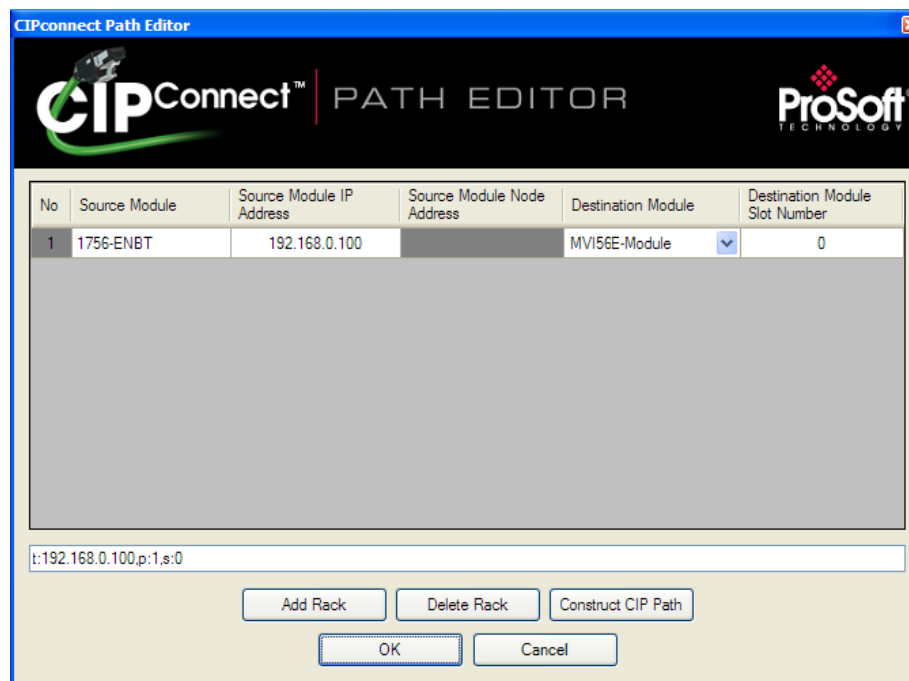 CIPconnect Path Editor
CIPConnect™ PATH EDITOR
ProSoft
TECHNOLOGY
No Source Module Source Module IP Address Source Module Node Address Destination Module Destination Module Slot Number
1 1756-ENBT 192.168.0.100 MVI56E-Module 0
t:192.168.0.100,p:1,s:0
Add Rack Delete Rack Construct CIP Path
OK Cancel